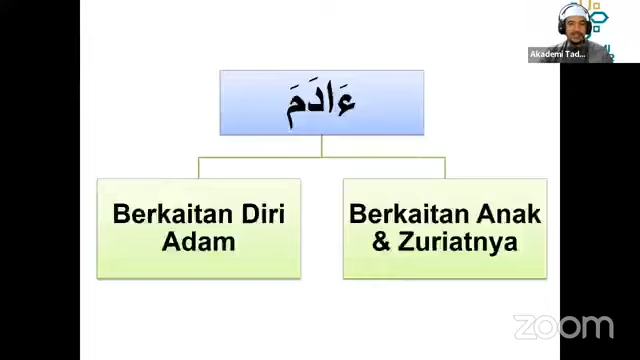 Akademi Tad...
ءَادَمَ
Berkaitan Diri
Adam
Berkaitan Anak
& Zuriatnya
zoom